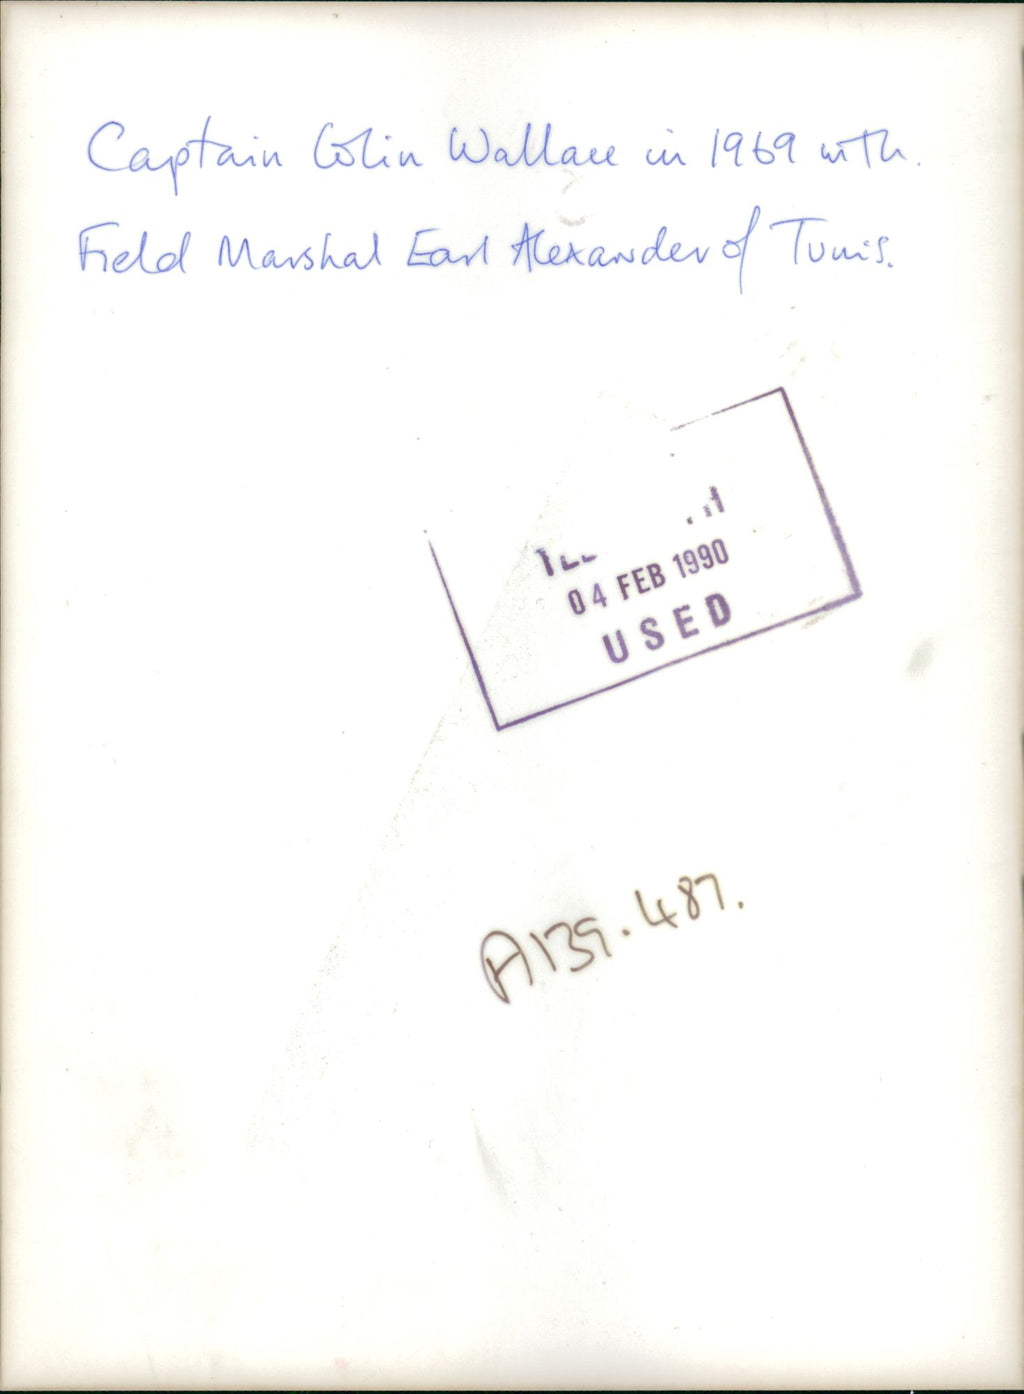 Captain Colin Wallace in 1969 with
Field Marshal Earl Alexander of Tunis.
04 FEB 1990
USED
A139.487.